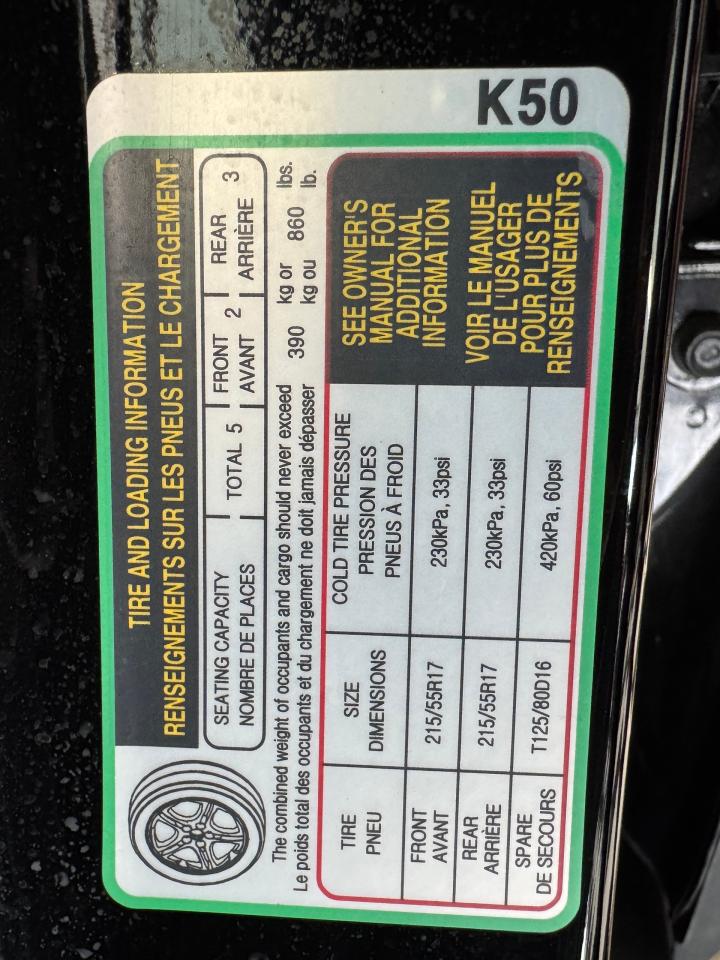 K50
TIRE AND LOADING INFORMATION
RENSEIGNEMENTS SUR LES PNEUS ET LE CHARGEMENT
SEATING CAPACITY
NOMBRE DE PLACES
TOTAL 5
FRONT
AVANT 2
REAR
ARRIÈRE 3
The combined weight of occupants and cargo should never exceed 390 kg or 860 lbs.
Le poids total des occupants et du chargement ne doit jamais dépasser kg ou lb.
TIRE
PNEU
SIZE
DIMENSIONS
COLD TIRE PRESSURE
PRESSION DES
PNEUS À FROID
FRONT
AVANT
215/55R17
230kPa, 33psi
REAR
ARRIÈRE
215/55R17
230kPa, 33psi
SPARE
DE SECOURS
T125/80D16
420kPa, 60psi
SEE OWNER'S
MANUAL FOR
ADDITIONAL
INFORMATION
VOIR LE MANUEL
DE L'USAGER
POUR PLUS DE
RENSEIGNEMENTS